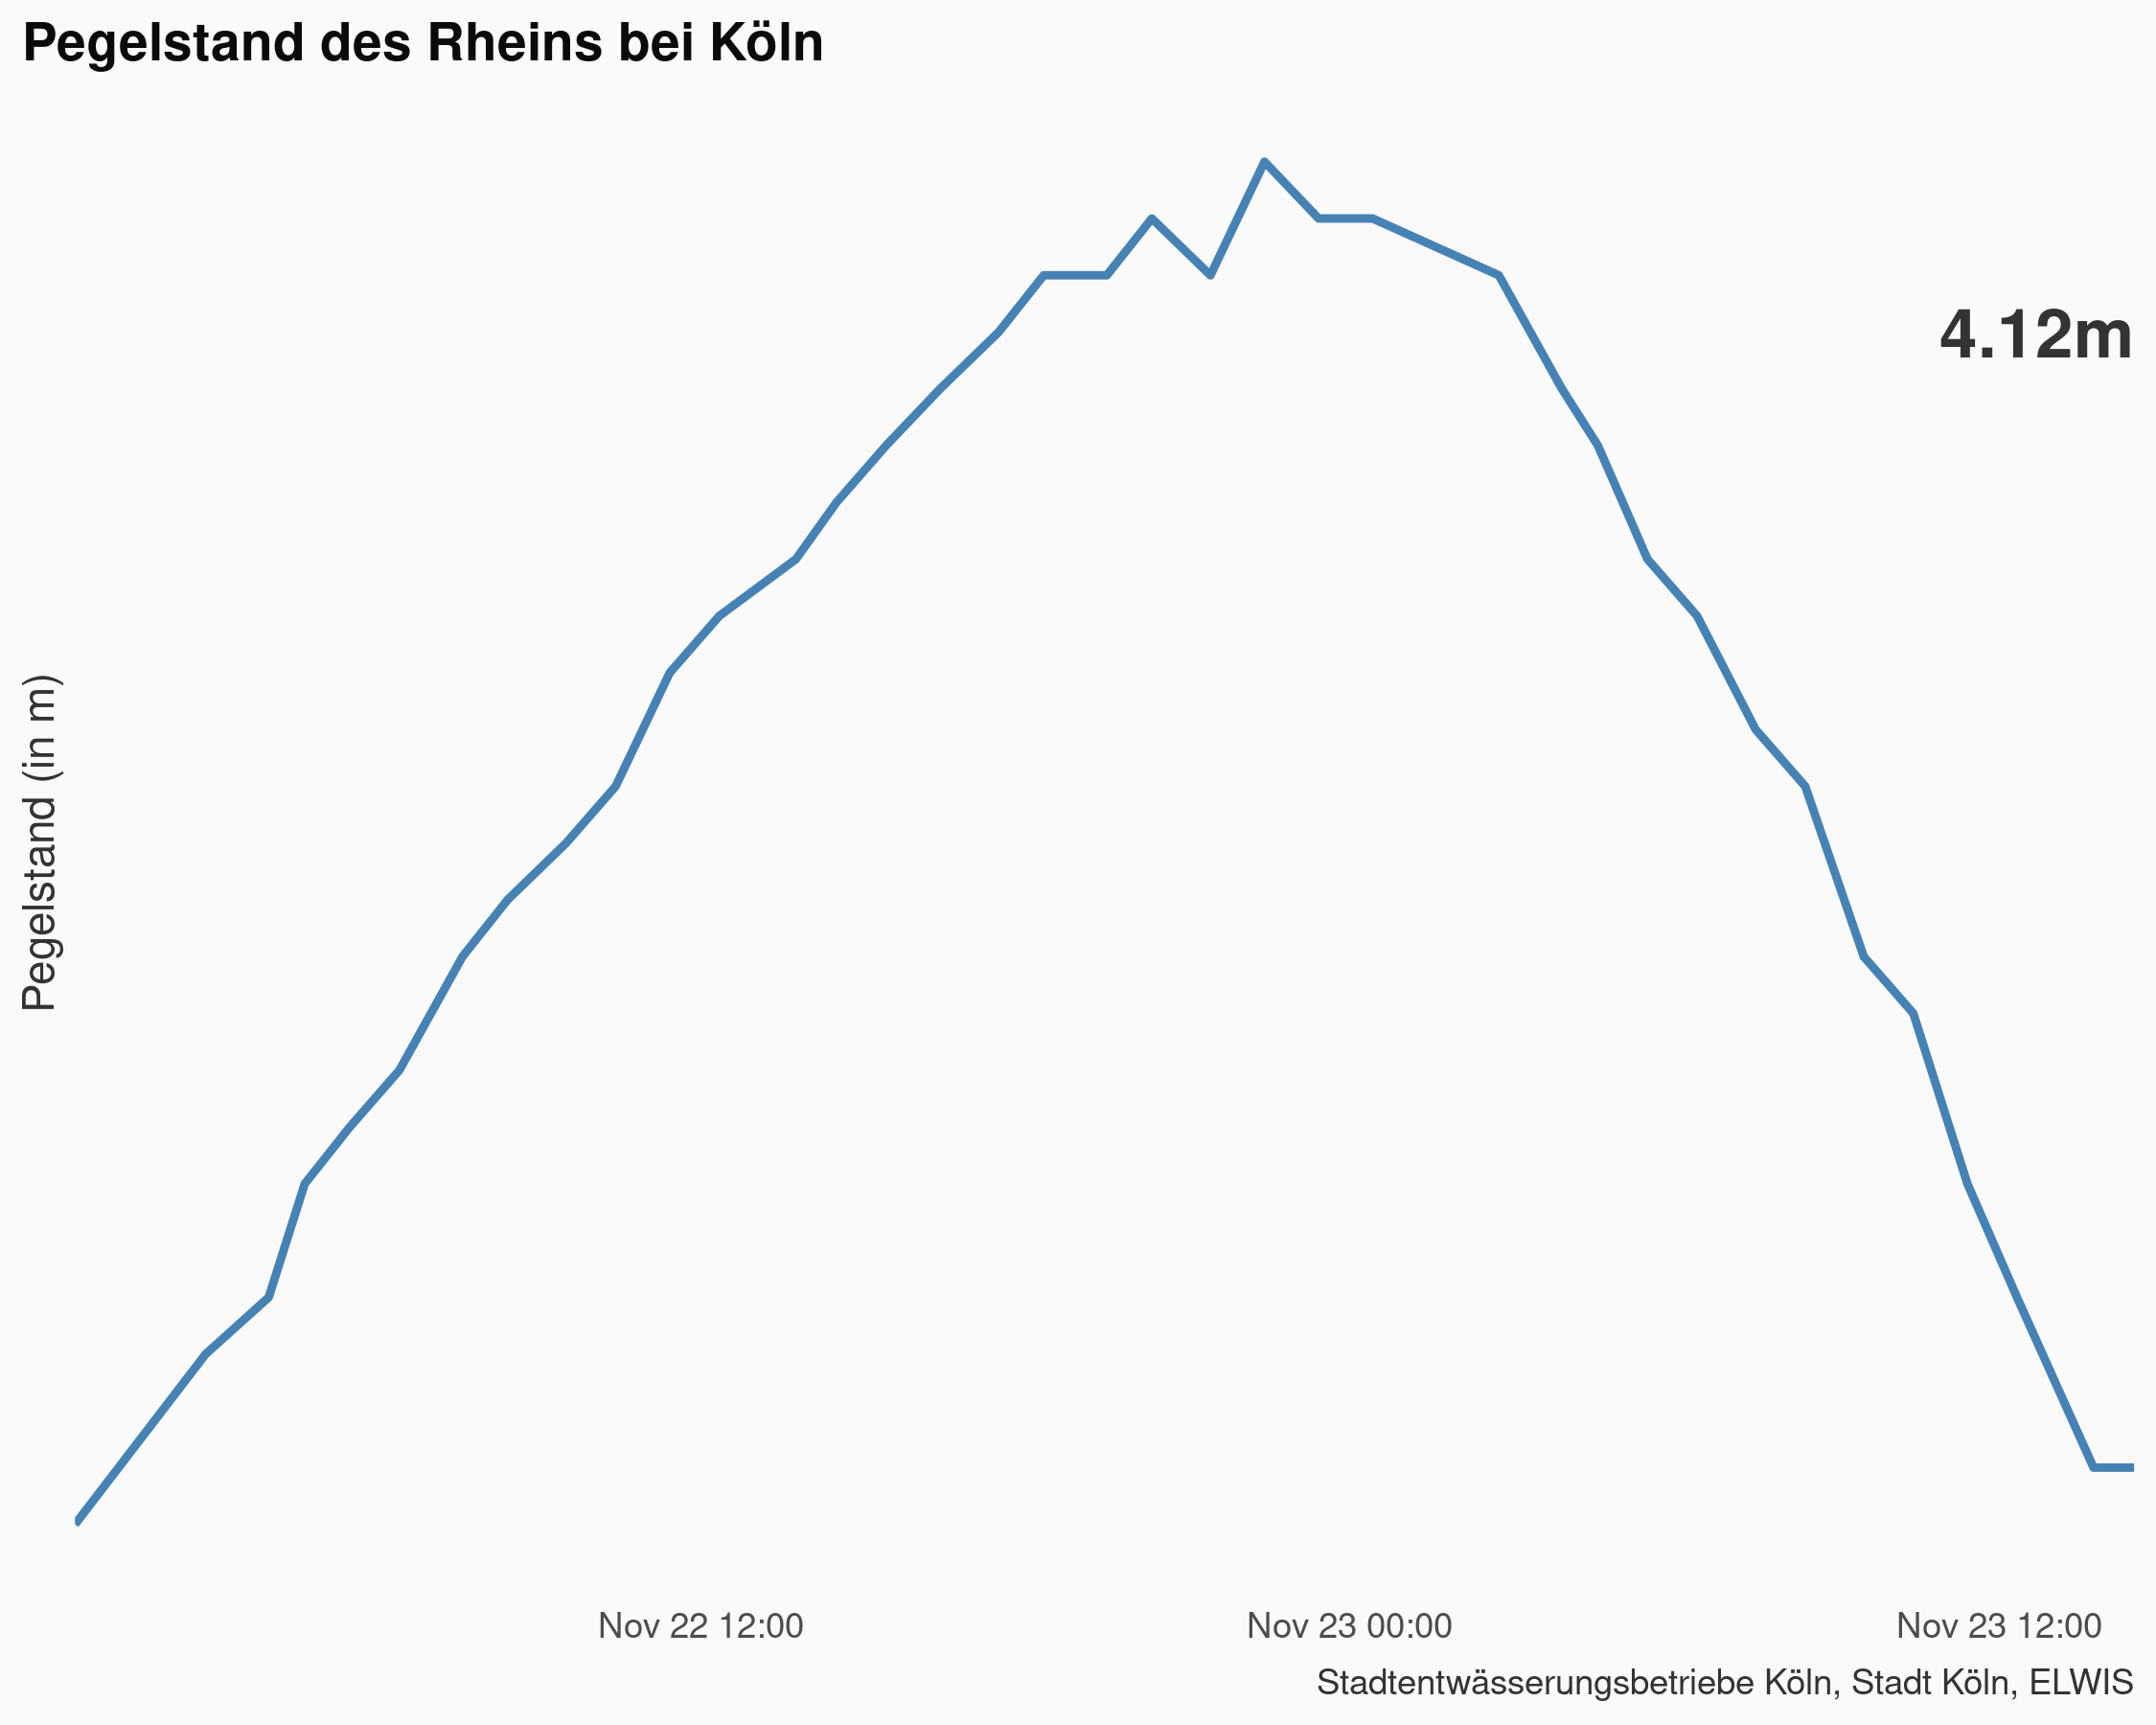 Pegelstand des Rheins bei Köln
4.12m
Pegelstand (in m)
Nov 22 12:00
Nov 23 00:00
Nov 23 12:00
Stadtentwässerungsbetriebe Köln, Stadt Köln, ELWIS